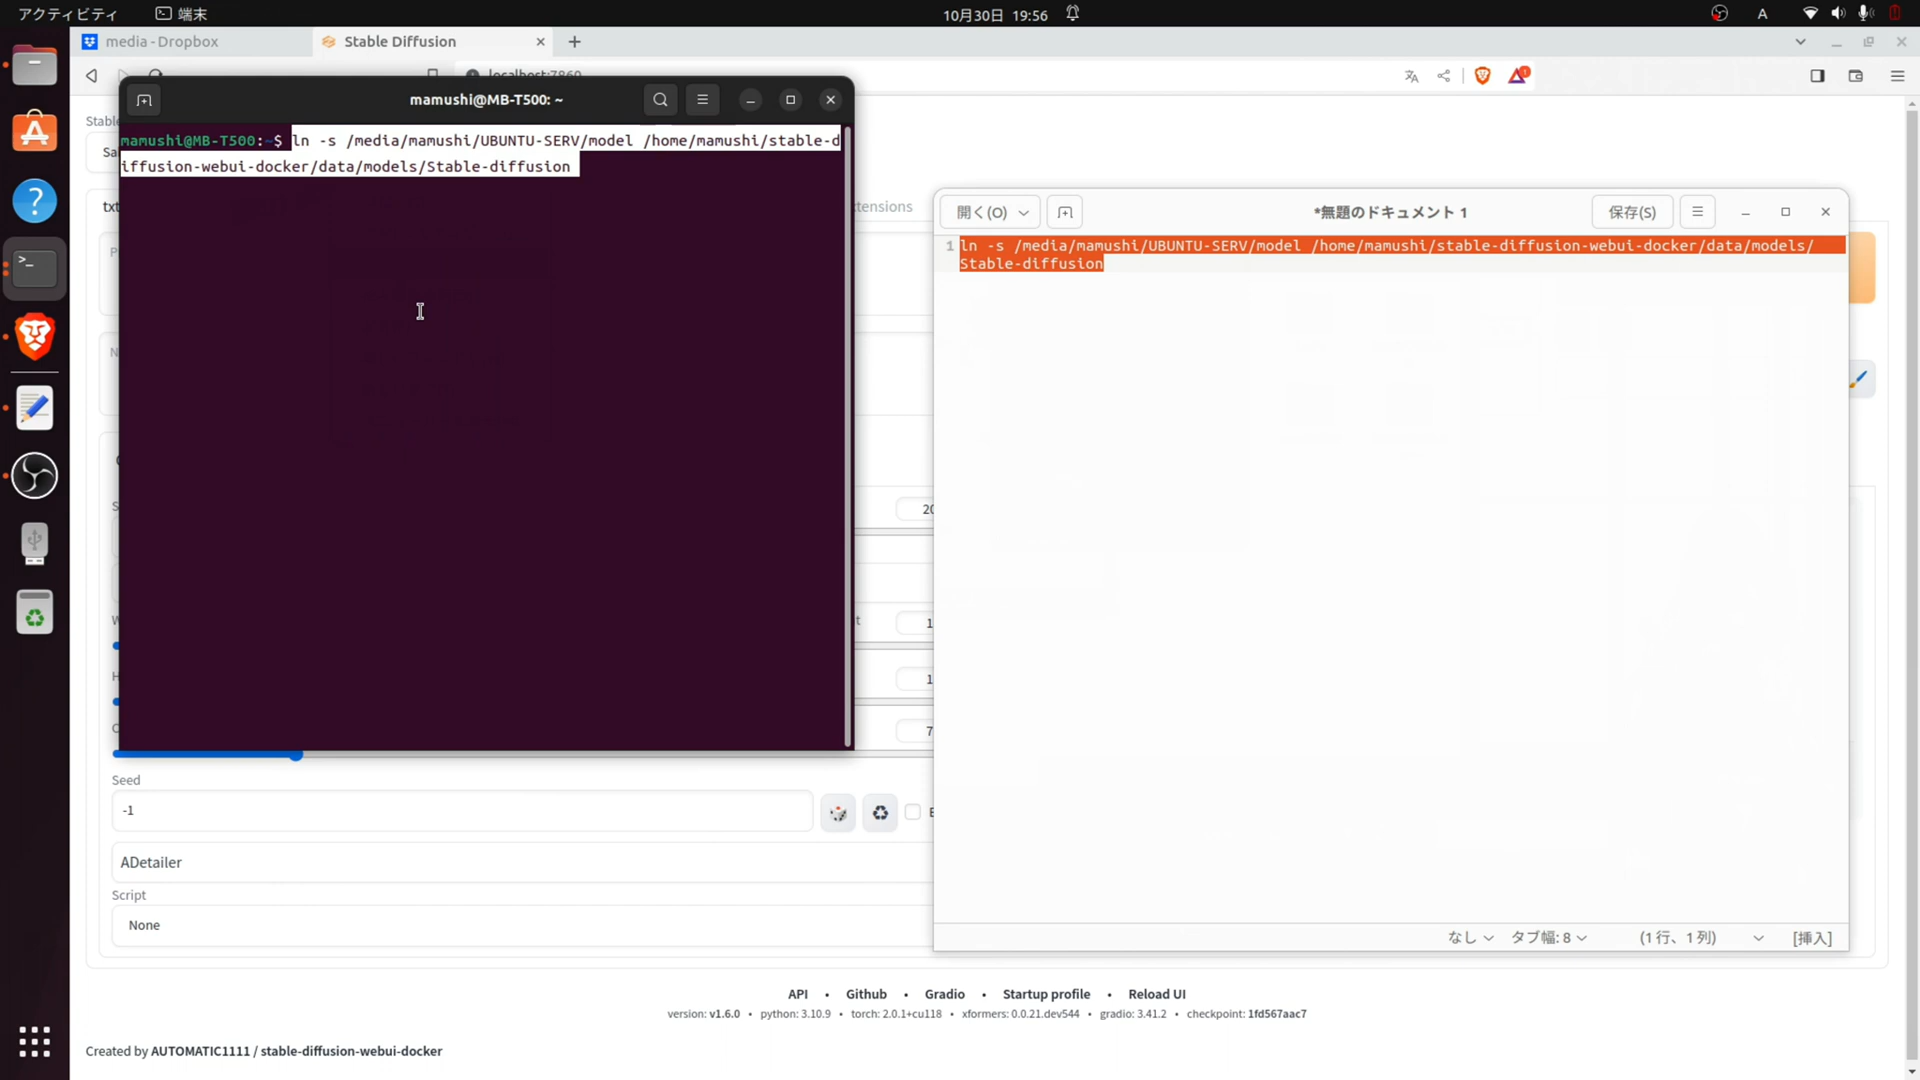 アクティビティ
端末
10月30日 19:56
A
media - Dropbox
Stable Diffusion
localhost:7860
mamushi@MB-T500: ~
mamushi@MB-T500:~$ ln -s /media/mamushi/UBUNTU-SERV/model /home/mamushi/stable-d
iffusion-webui-docker/data/models/Stable-diffusion
開く(O)
*無題のドキュメント 1
保存(S)
1 ln -s /media/mamushi/UBUNTU-SERV/model /home/mamushi/stable-diffusion-webui-docker/data/models/
Stable-diffusion
なし
タブ幅: 8
(1 行、1 列)
[挿入]
Seed
-1
ADetailer
Script
None
API • Github • Gradio • Startup profile • Reload UI
version: v1.6.0 • python: 3.10.9 • torch: 2.0.1+cu118 • xformers: 0.0.21.dev544 • gradio: 3.41.2 • checkpoint: 1fd567aac7
Created by AUTOMATIC1111 / stable-diffusion-webui-docker